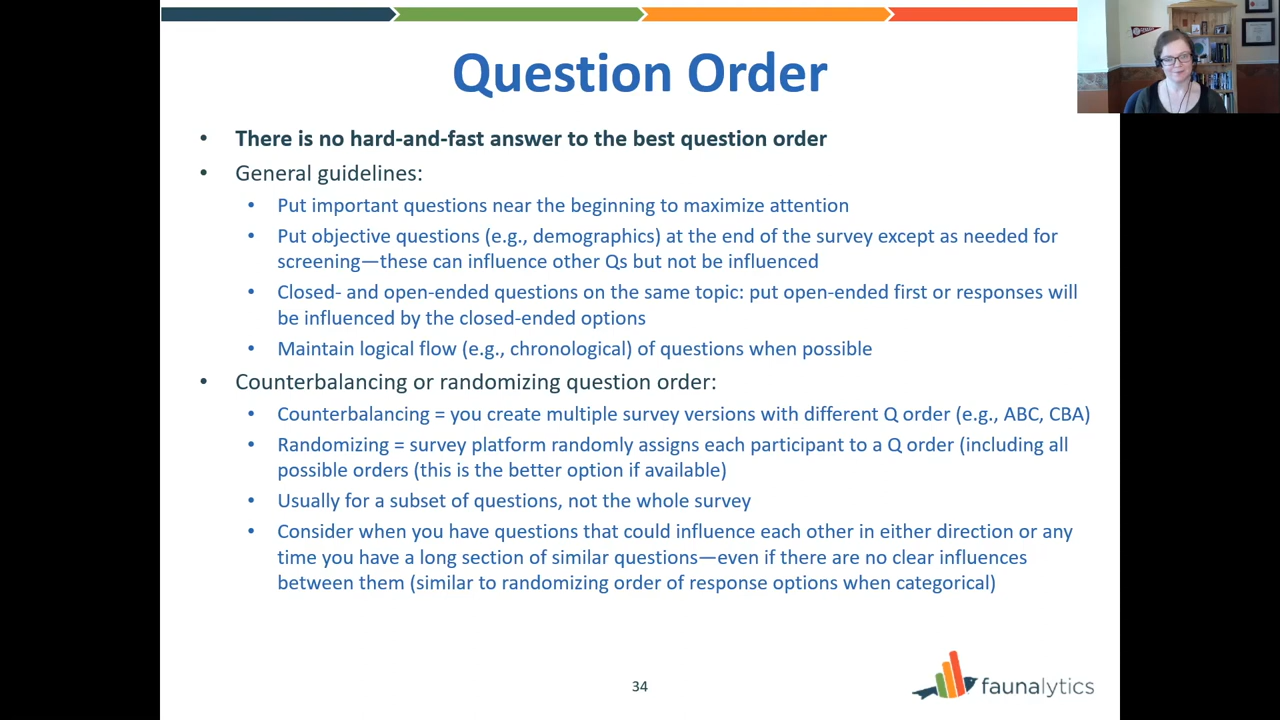 Question Order
• There is no hard-and-fast answer to the best question order
• General guidelines:
• Put important questions near the beginning to maximize attention
• Put objective questions (e.g., demographics) at the end of the survey except as needed for
screening—these can influence other Qs but not be influenced
• Closed- and open-ended questions on the same topic: put open-ended first or responses will
be influenced by the closed-ended options
• Maintain logical flow (e.g., chronological) of questions when possible
• Counterbalancing or randomizing question order:
• Counterbalancing = you create multiple survey versions with different Q order (e.g., ABC, CBA)
• Randomizing = survey platform randomly assigns each participant to a Q order (including all
possible orders (this is the better option if available)
• Usually for a subset of questions, not the whole survey
• Consider when you have questions that could influence each other in either direction or any
time you have a long section of similar questions—even if there are no clear influences
between them (similar to randomizing order of response options when categorical)
34
faunalytics